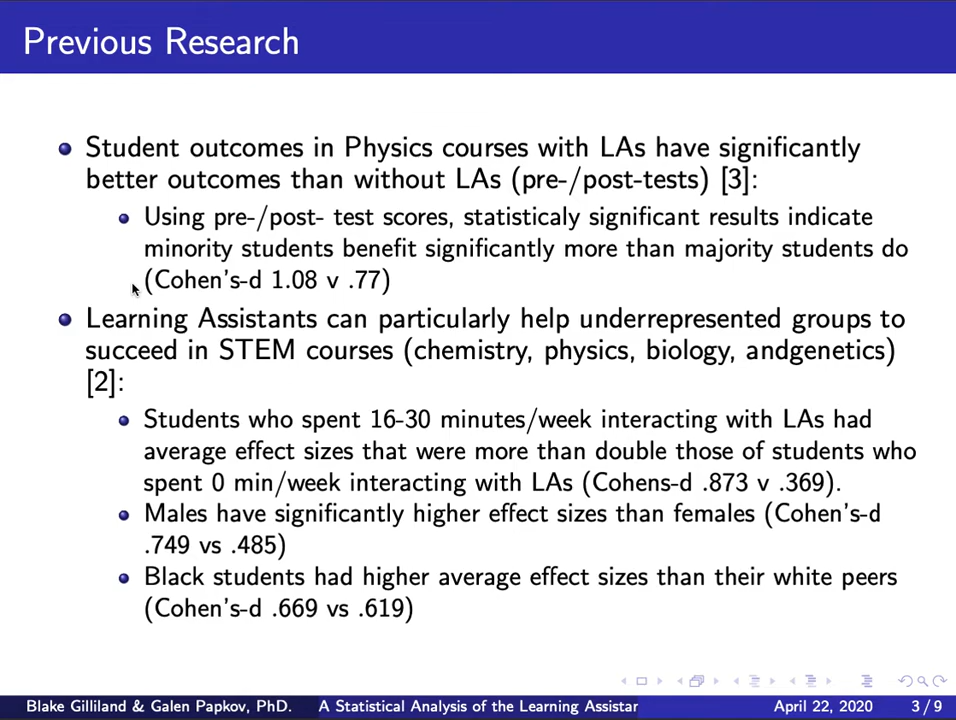 Previous Research
Student outcomes in Physics courses with LAs have significantly
better outcomes than without LAs (pre-/post-tests) [3]:
Using pre-/post- test scores, statisticaly significant results indicate
minority students benefit significantly more than majority students do
(Cohen's-d 1.08 v .77)
Learning Assistants can particularly help underrepresented groups to
succeed in STEM courses (chemistry, physics, biology, andgenetics)
[2]:
Students who spent 16-30 minutes/week interacting with LAs had
average effect sizes that were more than double those of students who
spent 0 min/week interacting with LAs (Cohens-d .873 v .369).
Males have significantly higher effect sizes than females (Cohen's-d
.749 vs .485)
Black students had higher average effect sizes than their white peers
(Cohen's-d .669 vs .619)
Blake Gilliland & Galen Papkov, PhD. A Statistical Analysis of the Learning Assistar April 22, 2020 3 / 9